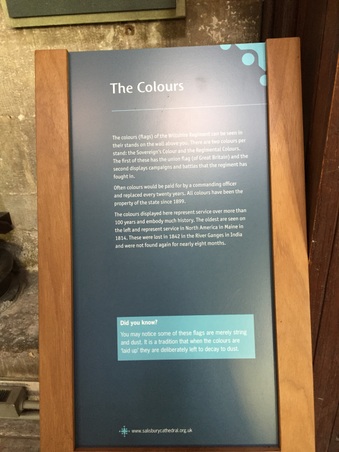 The Colours
The colours (flags) of the Wiltshire Regiment can be seen in
their stands on the wall above you. There are two colours per
stand: the Sovereign's Colour and the Regimental Colours.
The first of these has the union flag (of Great Britain) and the
second displays campaigns and battles that the regiment has
fought in.
Often colours would be paid for by a commanding officer
and replaced every twenty years. All colours have been the
property of the state since 1899.
The colours displayed here represent service over more than
100 years and embody much history. The oldest are seen on
the left and represent service in North America in Maine in
1814. These were lost in 1842 in the River Ganges in India
and were not found again for nearly eight months.
Did you know?
You may notice some of these flags are merely string
and dust. It is a tradition that when the colours are
'laid up' they are deliberately left to decay to dust.
www.salisburycathedral.org.uk